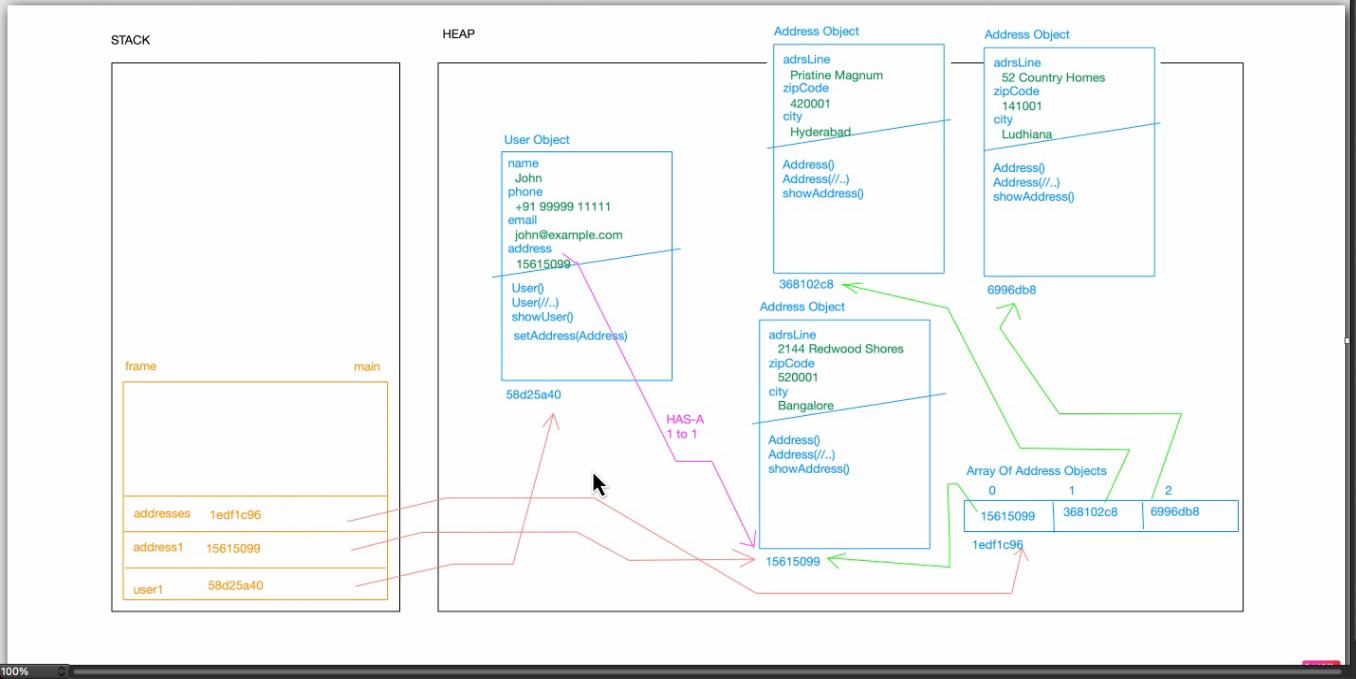 STACK
HEAP
frame main
addresses 1edf1c96
address1 15615099
user1 58d25a40
User Object
name
John
phone
+91 99999 11111
email
john@example.com
address
15615099
User()
User(//..)
showUser()
setAddress(Address)
58d25a40
HAS-A
1 to 1
Address Object
adrsLine
Pristine Magnum
zipCode
420001
city
Hyderabad
Address()
Address(//..)
showAddress()
368102c8
Address Object
adrsLine
52 Country Homes
zipCode
141001
city
Ludhiana
Address()
Address(//..)
showAddress()
6996db8
Address Object
adrsLine
2144 Redwood Shores
zipCode
520001
city
Bangalore
Address()
Address(//..)
showAddress()
15615099
Array Of Address Objects
0 1 2
15615099 368102c8 6996db8
1edf1c96
100%